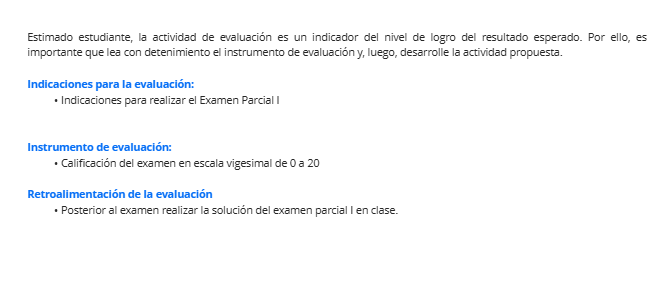 Estimado estudiante, la actividad de evaluación es un indicador del nivel de logro del resultado esperado. Por ello, es
importante que lea con detenimiento el instrumento de evaluación y, luego, desarrolle la actividad propuesta.
Indicaciones para la evaluación:
• Indicaciones para realizar el Examen Parcial I
Instrumento de evaluación:
• Calificación del examen en escala vigesimal de 0 a 20
Retroalimentación de la evaluación
• Posterior al examen realizar la solución del examen parcial I en clase.